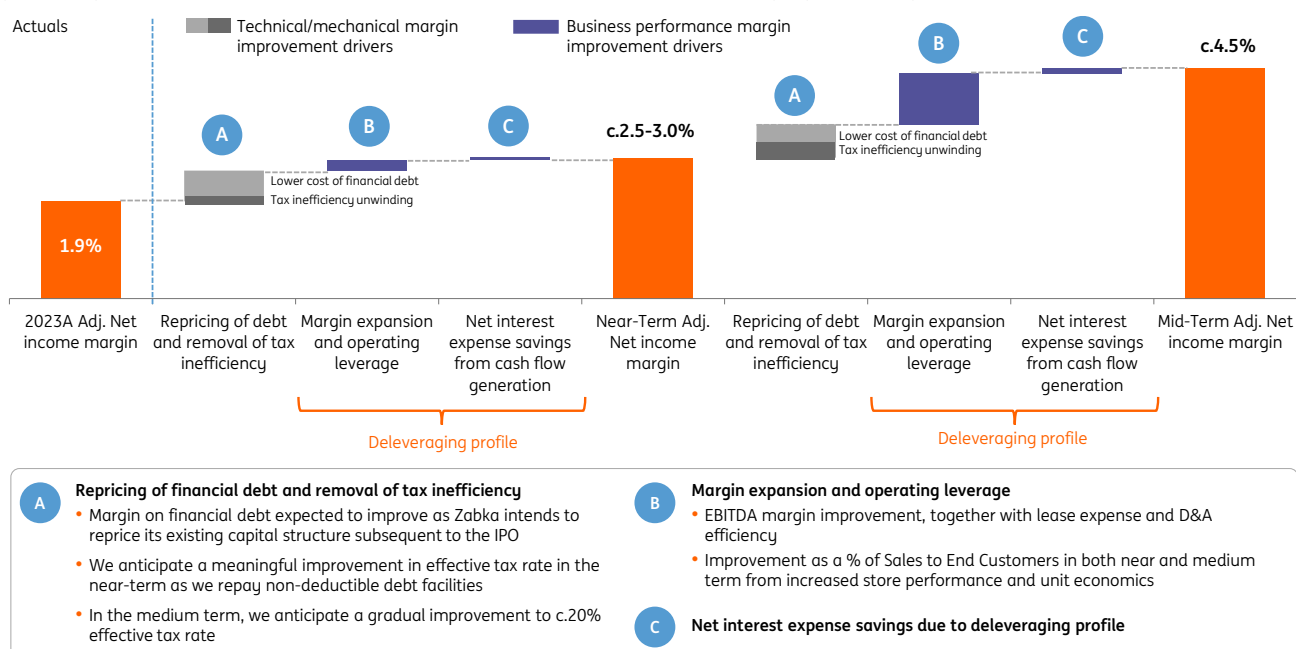 Actuals
Technical/mechanical margin
improvement drivers
Business performance margin
improvement drivers
A
B
C
c.2.5-3.0%
A
B
C
c.4.5%
Lower cost of financial debt
Tax inefficiency unwinding
Lower cost of financial debt
Tax inefficiency unwinding
1.9%
2023A Adj. Net
income margin
Repricing of debt
and removal of tax
inefficiency
Margin expansion
and operating
leverage
Net interest
expense savings
from cash flow
generation
Near-Term Adj.
Net income
margin
Repricing of debt
and removal of tax
inefficiency
Margin expansion
and operating
leverage
Net interest
expense savings
from cash flow
generation
Mid-Term Adj. Net
income margin
Deleveraging profile
Deleveraging profile
A
Repricing of financial debt and removal of tax inefficiency
• Margin on financial debt expected to improve as Zabka intends to
reprice its existing capital structure subsequent to the IPO
• We anticipate a meaningful improvement in effective tax rate in the
near-term as we repay non-deductible debt facilities
• In the medium term, we anticipate a gradual improvement to c.20%
effective tax rate
B
Margin expansion and operating leverage
• EBITDA margin improvement, together with lease expense and D&A
efficiency
• Improvement as a % of Sales to End Customers in both near and medium
term from increased store performance and unit economics
C
Net interest expense savings due to deleveraging profile